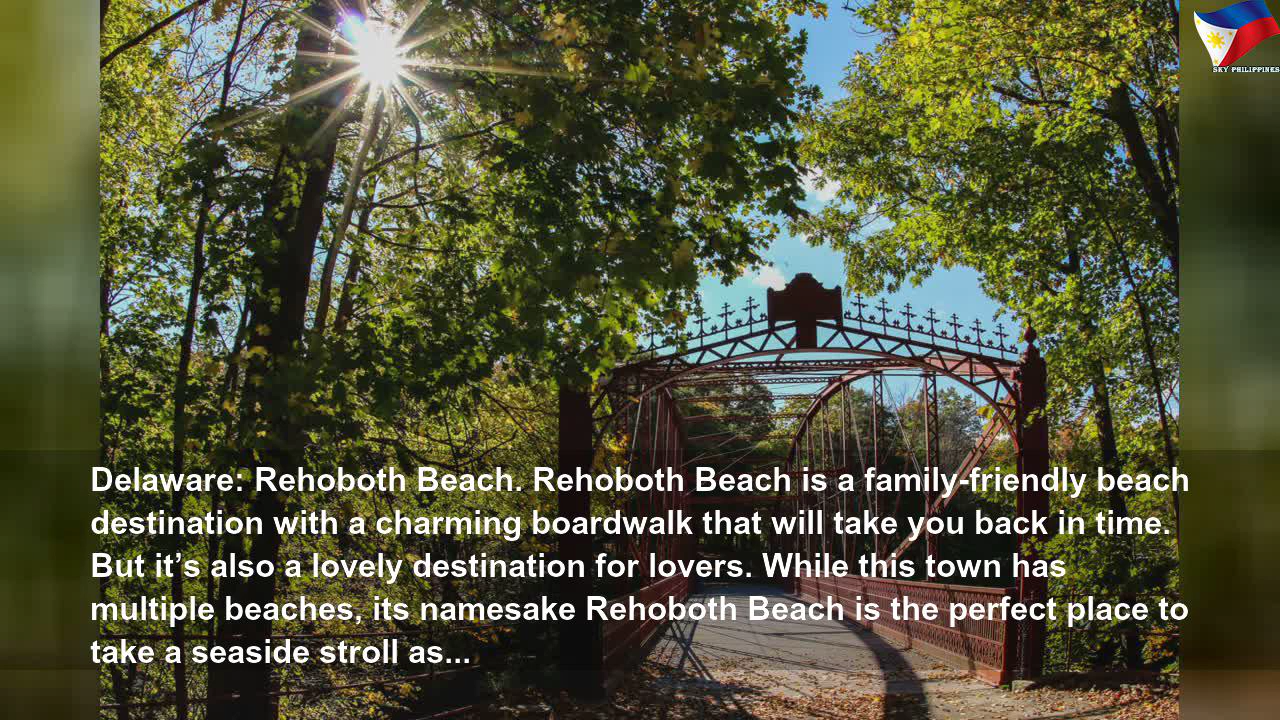 SKY PHILIPPINES
Delaware: Rehoboth Beach. Rehoboth Beach is a family-friendly beach
destination with a charming boardwalk that will take you back in time.
But it’s also a lovely destination for lovers. While this town has
multiple beaches, its namesake Rehoboth Beach is the perfect place to
take a seaside stroll as...